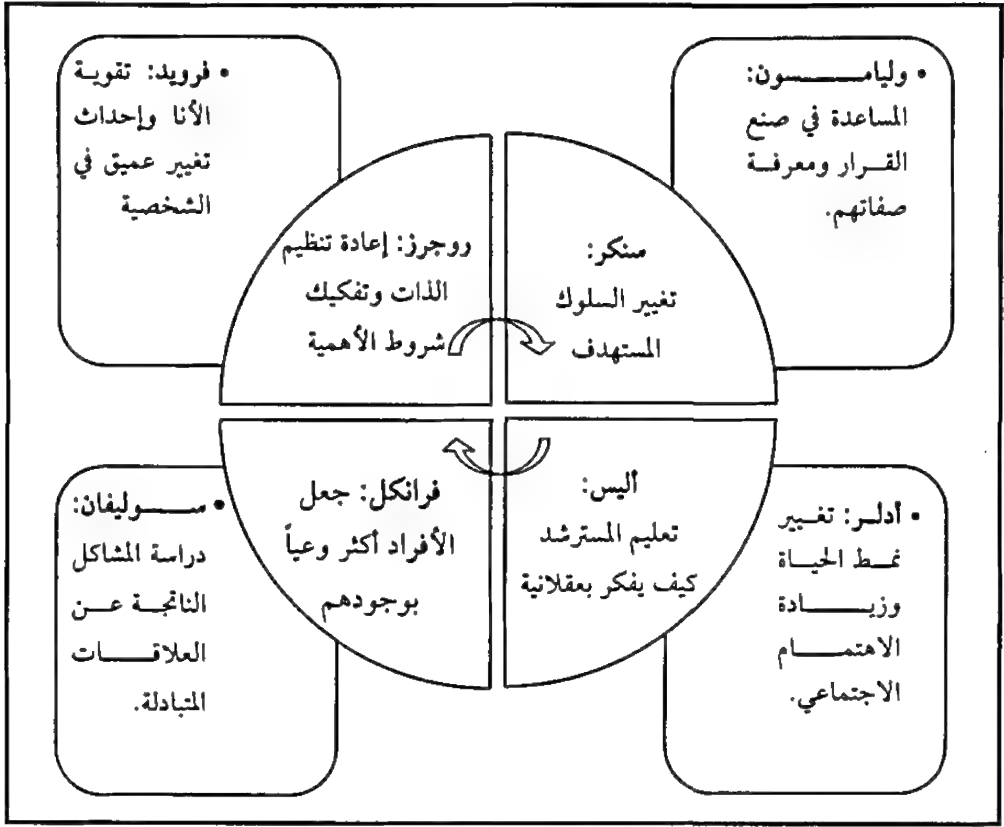 • وليامسون:
المساعدة في صنع
القرار ومعرفة
صفاتهم.
• فرويد: تقوية
الأنا وإحداث
تغيير عميق في
الشخصية
سنكر:
تغيير السلوك
المستهدف
روجرز: إعادة تنظيم
الذات وتفكيك
شروط الأهمية
أليس:
تعليم المسترشد
كيف يفكر بعقلانية
فرانكل: جعل
الأفراد أكثر وعياً
بوجودهم
• أدلر: تغيير
نمط الحياة
وزيادة
الاهتمام
الاجتماعي.
• سوليفان:
دراسة المشاكل
الناتجة عن
العلاقات
المتبادلة.